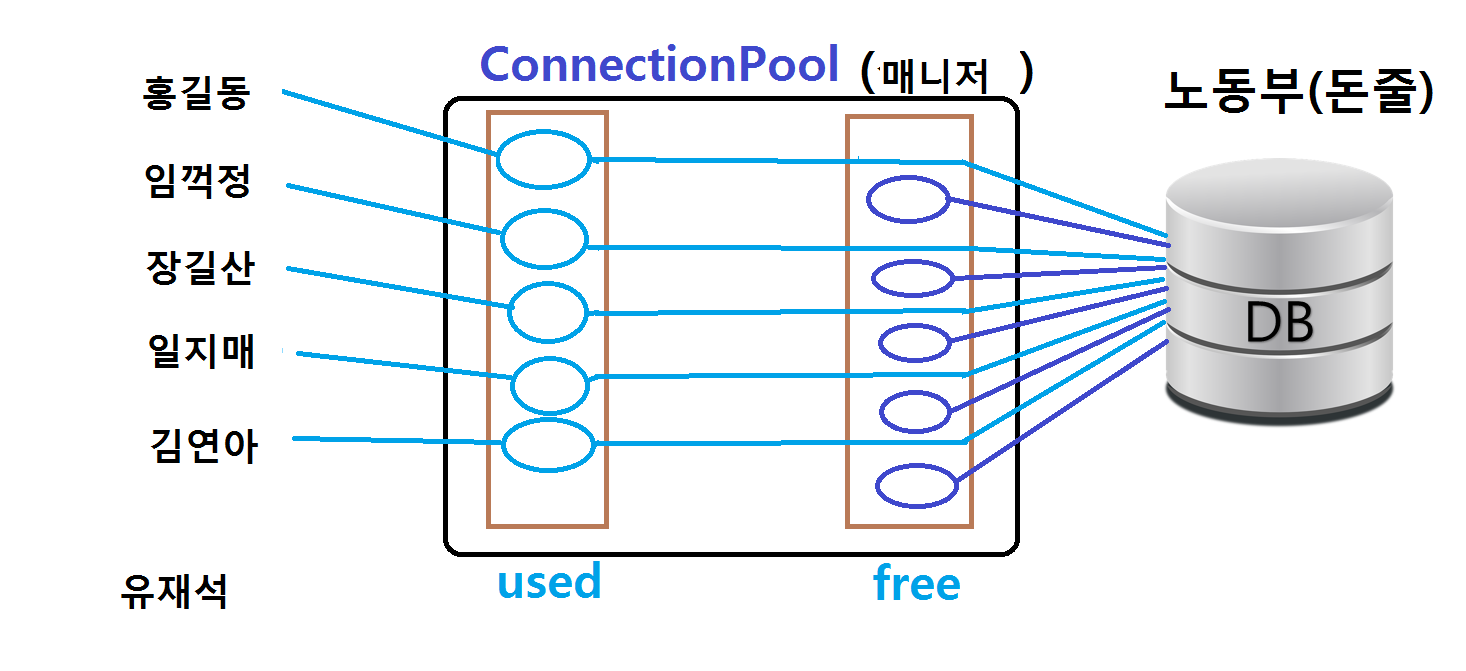 ConnectionPool (매니저 )
노동부(돈줄)
홍길동
임꺽정
장길산
일지매
김연아
유재석
DB
used
free